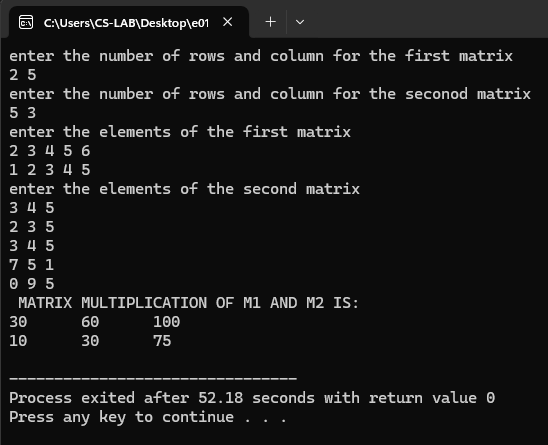 C:\Users\CS-LAB\Desktop\e01
enter the number of rows and column for the first matrix
2 5
enter the number of rows and column for the seconod matrix
5 3
enter the elements of the first matrix
2 3 4 5 6
1 2 3 4 5
enter the elements of the second matrix
3 4 5
2 3 5
3 4 5
7 5 1
0 9 5
 MATRIX MULTIPLICATION OF M1 AND M2 IS:
30      60      100
10      30      75
--------------------------------
Process exited after 52.18 seconds with return value 0
Press any key to continue . . .